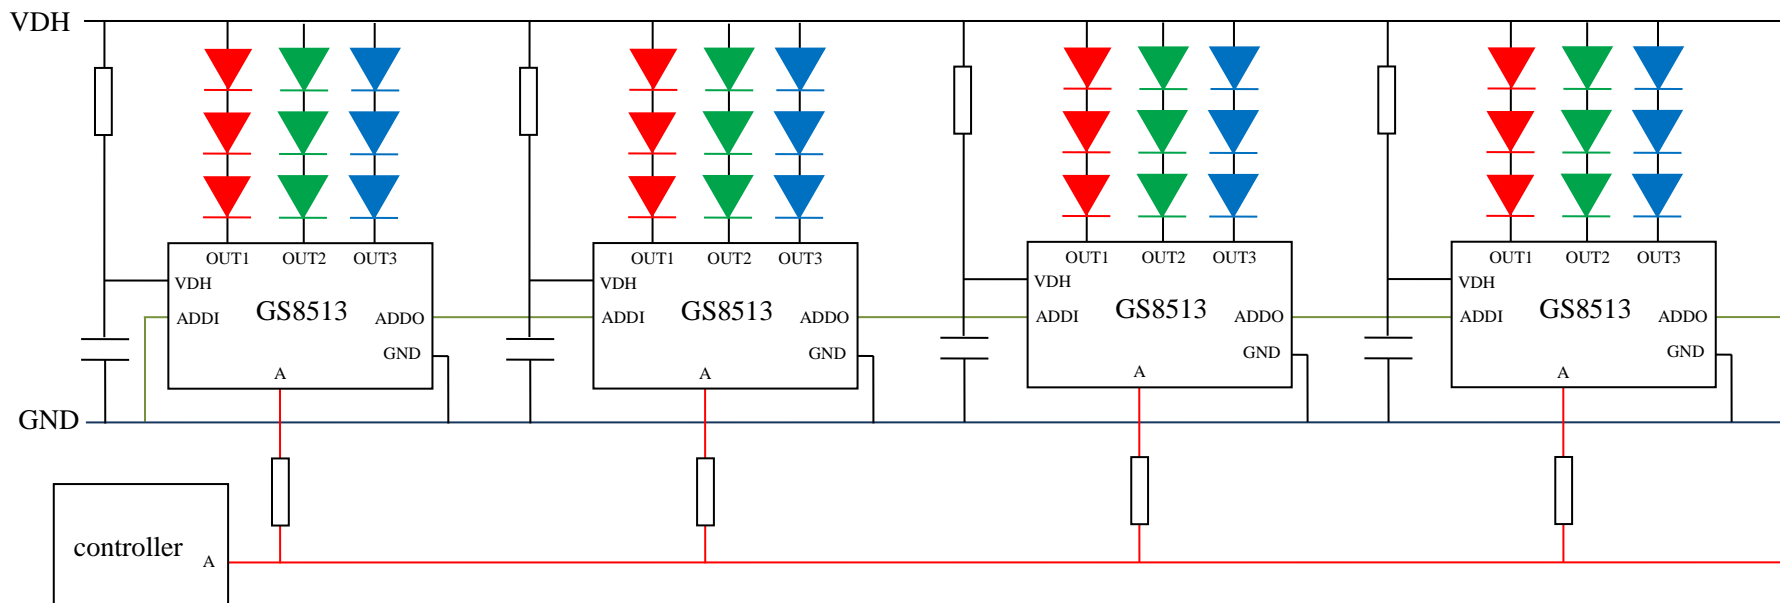 VDH
OUT1 OUT2 OUT3
VDH
ADDI GS8513 ADDO
GND
A
OUT1 OUT2 OUT3
VDH
ADDI GS8513 ADDO
GND
A
OUT1 OUT2 OUT3
VDH
ADDI GS8513 ADDO
GND
A
OUT1 OUT2 OUT3
VDH
ADDI GS8513 ADDO
GND
A
GND
controller A